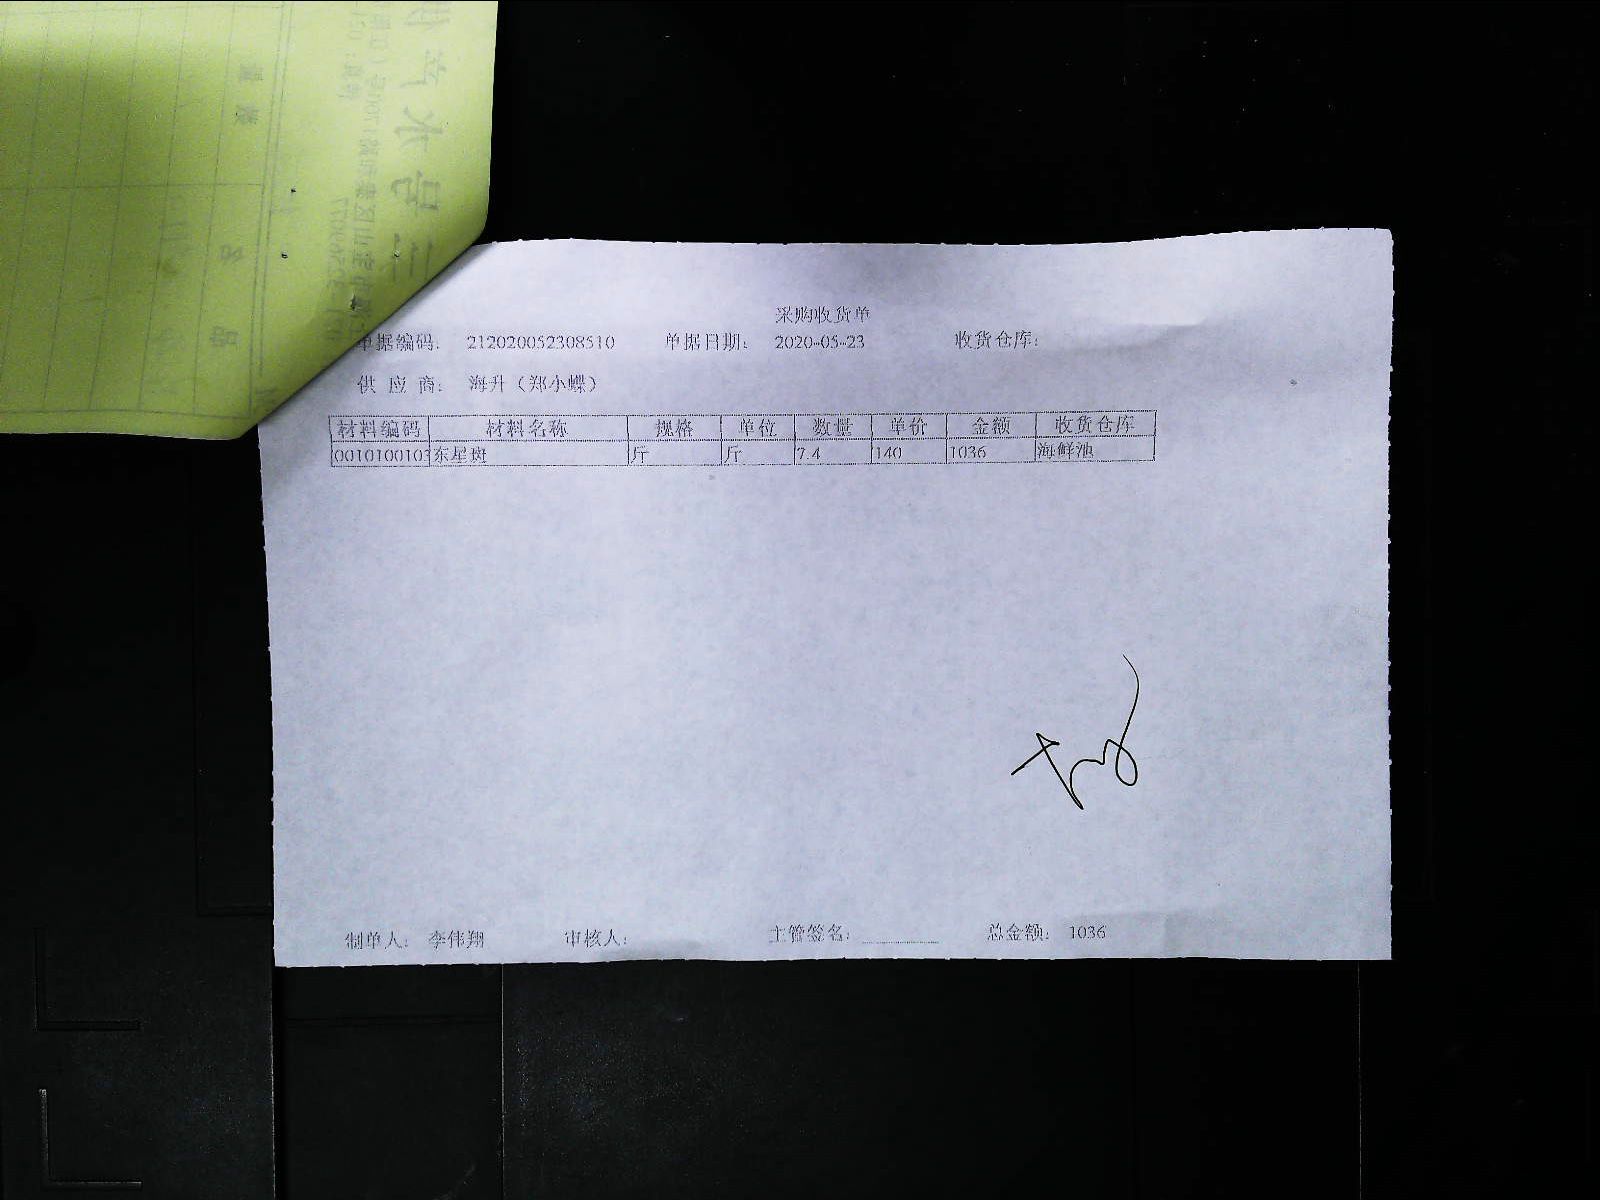 采购收货单
单据编码: 212020052308510 单据日期: 2020-05-23 收货仓库:
供应商: 海升（郑小蝶）
材料编码 材料名称 规格 单位 数量 单价 金额 收货仓库
0010100103 东星斑 斤 斤 7.4 140 1036 海鲜池
制单人: 李伟翔 审核人: 主管签名: 总金额: 1036